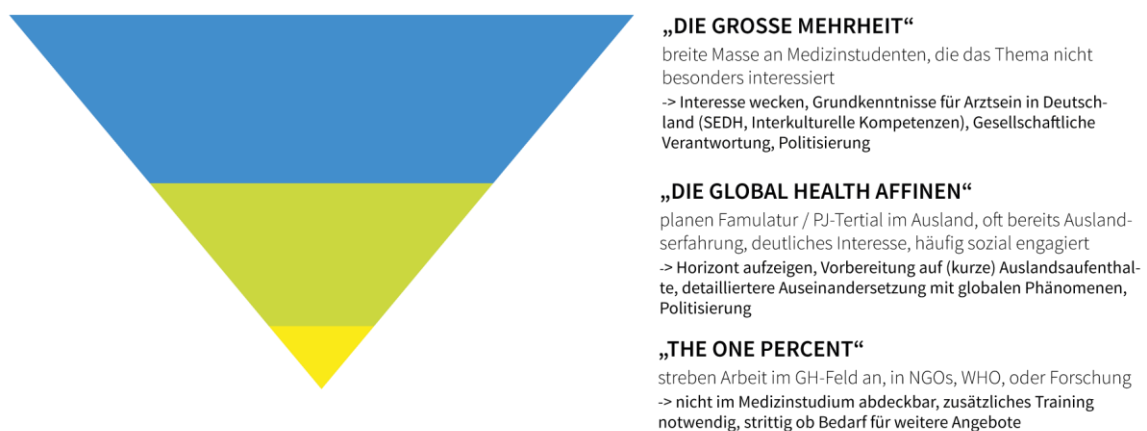 „DIE GROSSE MEHRHEIT“
breite Masse an Medizinstudenten, die das Thema nicht
besonders interessiert
-> Interesse wecken, Grundkenntnisse für Arztsein in Deutsch-
land (SEDH, Interkulturelle Kompetenzen), Gesellschaftliche
Verantwortung, Politisierung
„DIE GLOBAL HEALTH AFFINEN“
planen Famulatur / PJ-Tertial im Ausland, oft bereits Ausland-
serfahrung, deutliches Interesse, häufig sozial engagiert
-> Horizont aufzeigen, Vorbereitung auf (kurze) Auslandsaufenthal-
te, detailliertere Auseinandersetzung mit globalen Phänomenen,
Politisierung
„THE ONE PERCENT“
streben Arbeit im GH-Feld an, in NGOs, WHO, oder Forschung
-> nicht im Medizinstudium abdeckbar, zusätzliches Training
notwendig, strittig ob Bedarf für weitere Angebote